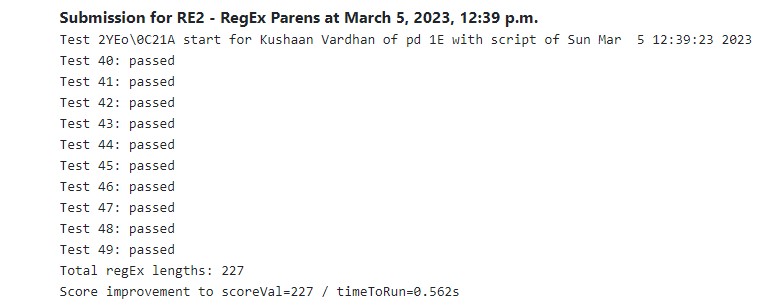 Submission for RE2 - RegEx Parens at March 5, 2023, 12:39 p.m.
Test 2YEo\0C21A start for Kushaan Vardhan of pd 1E with script of Sun Mar  5 12:39:23 2023
Test 40: passed
Test 41: passed
Test 42: passed
Test 43: passed
Test 44: passed
Test 45: passed
Test 46: passed
Test 47: passed
Test 48: passed
Test 49: passed
Total regEx lengths: 227
Score improvement to scoreVal=227 / timeToRun=0.562s